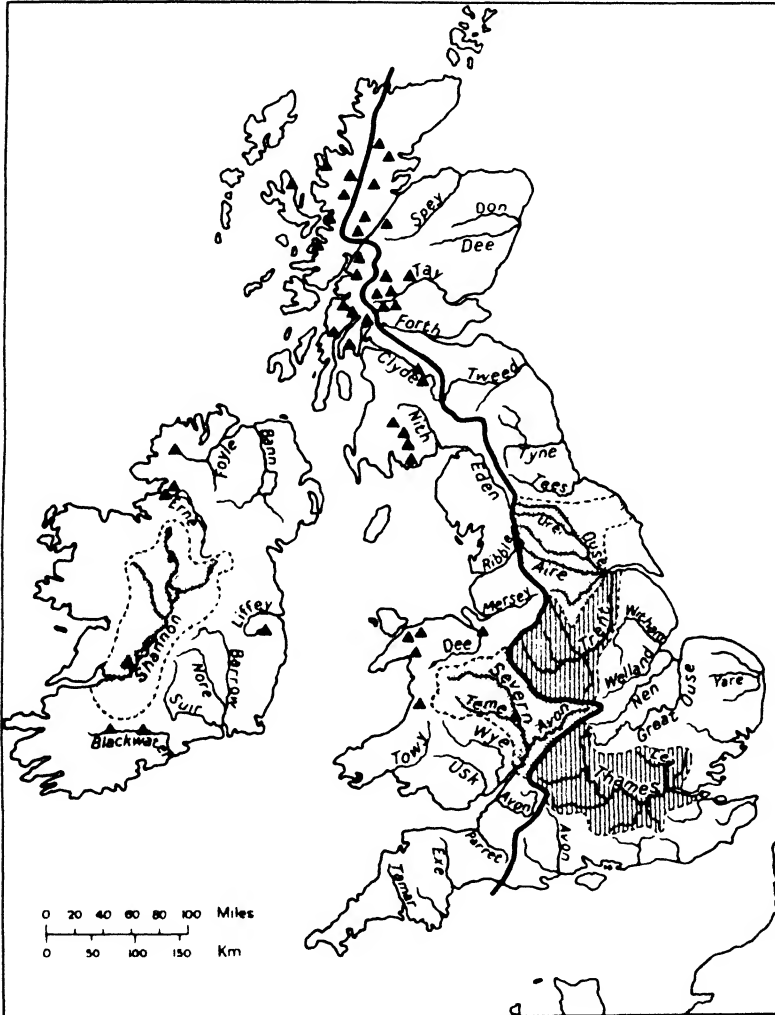 Spey
Don
Dee
Tay
Forth
Clyde
Tweed
Nith
Tyne
Foyle
Bann
Eden
Tees
Erne
Ure
Ouse
Ribble
Aire
Mersey
Trent
Witham
Liffey
Dee
Shannon
Severn
Welland
Nore
Barrow
Nen
Great Ouse
Yare
Suir
Teme
Avon
Blackwater
Wye
Lee
Towy
Usk
Thames
Avon
Parret
Avon
Exe
Tamar
0 20 40 60 80 100 Miles
0 50 100 150 Km